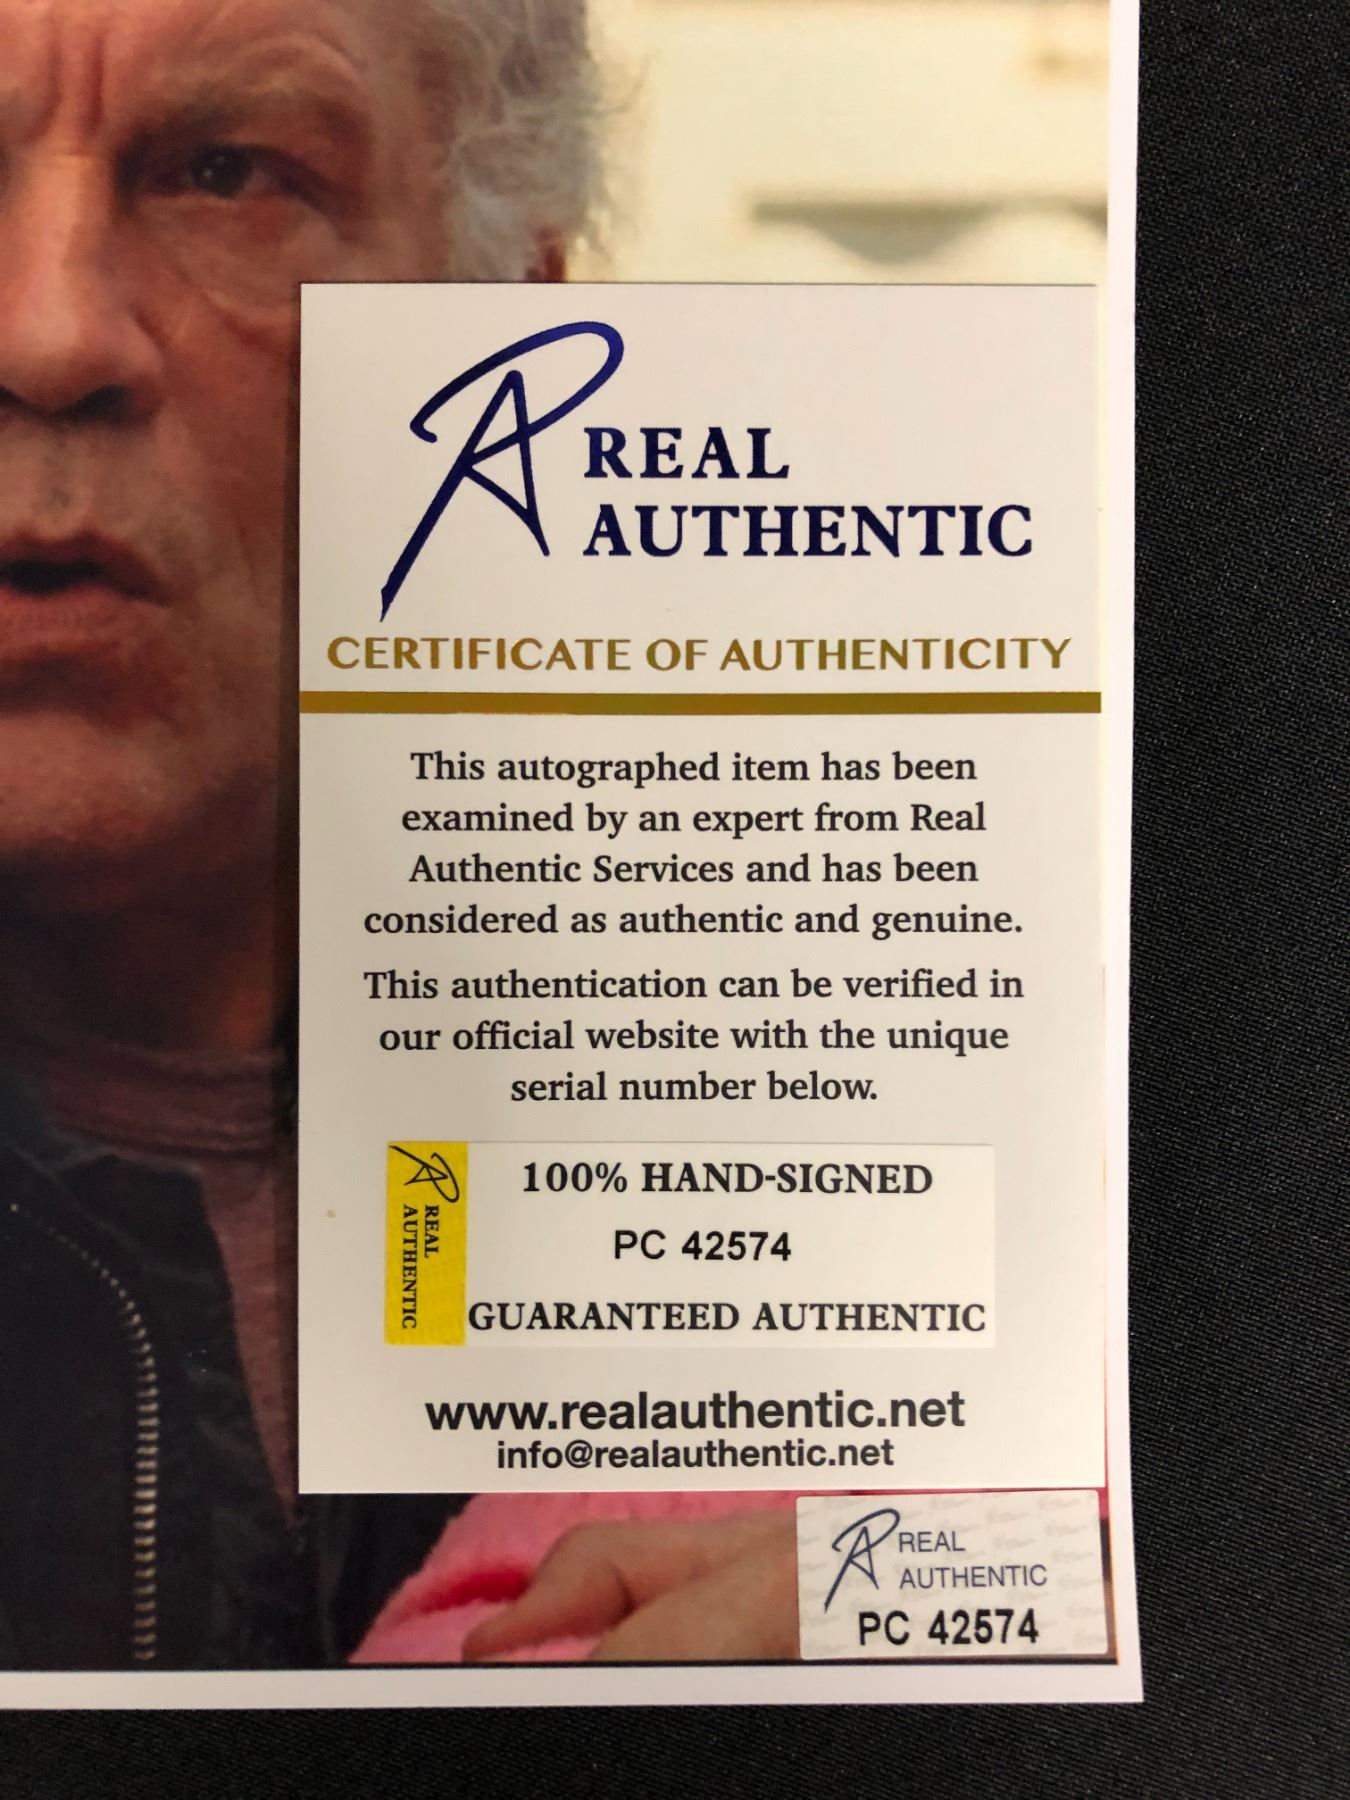 REAL
AUTHENTIC
CERTIFICATE OF AUTHENTICITY
This autographed item has been
examined by an expert from Real
Authentic Services and has been
considered as authentic and genuine.
This authentication can be verified in
our official website with the unique
serial number below.
REAL
AUTHENTIC
100% HAND-SIGNED
PC 42574
GUARANTEED AUTHENTIC
www.realauthentic.net
info@realauthentic.net
REAL
AUTHENTIC
PC 42574